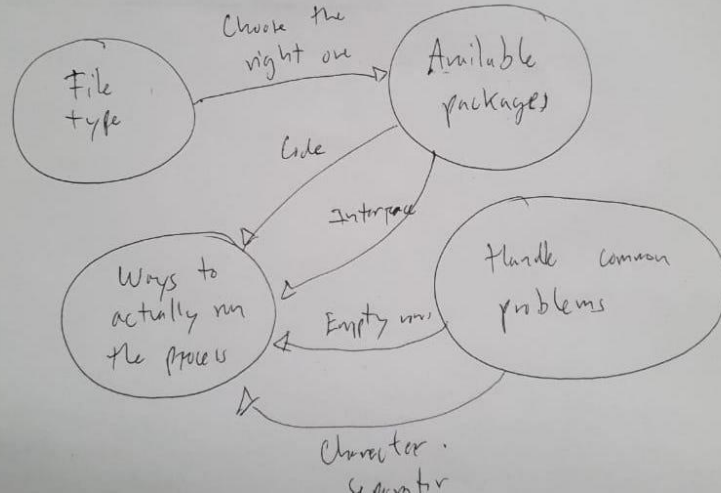 File
type
Choose the
right one
Available
packages
Code
Interface
Ways to
actually run
the process
Empty rows
Handle common
problems
Character
separator